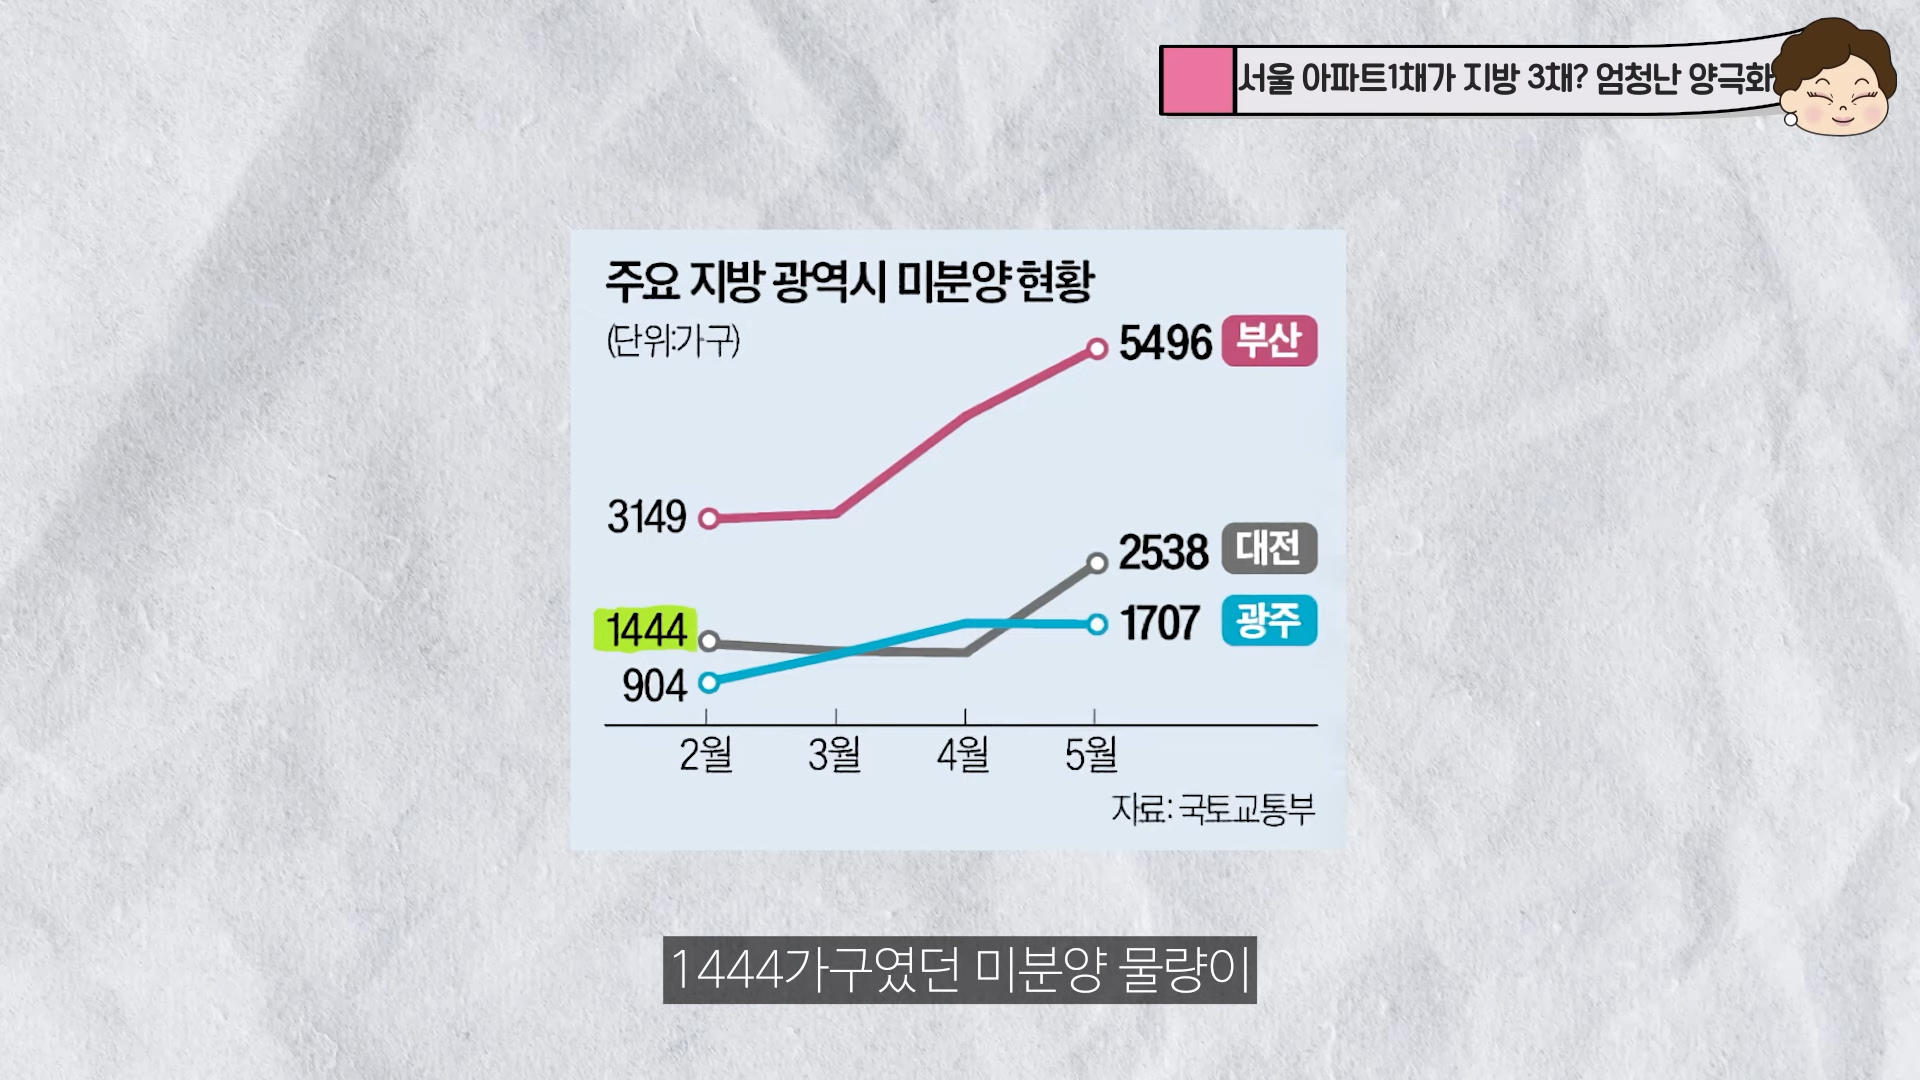 서울 아파트1채가 지방 3채? 엄청난 양극화
주요 지방 광역시 미분양 현황
(단위:가구)
5496 부산
3149
2538 대전
1444
1707 광주
904
2월 3월 4월 5월
자료: 국토교통부
1444가구였던 미분양 물량이